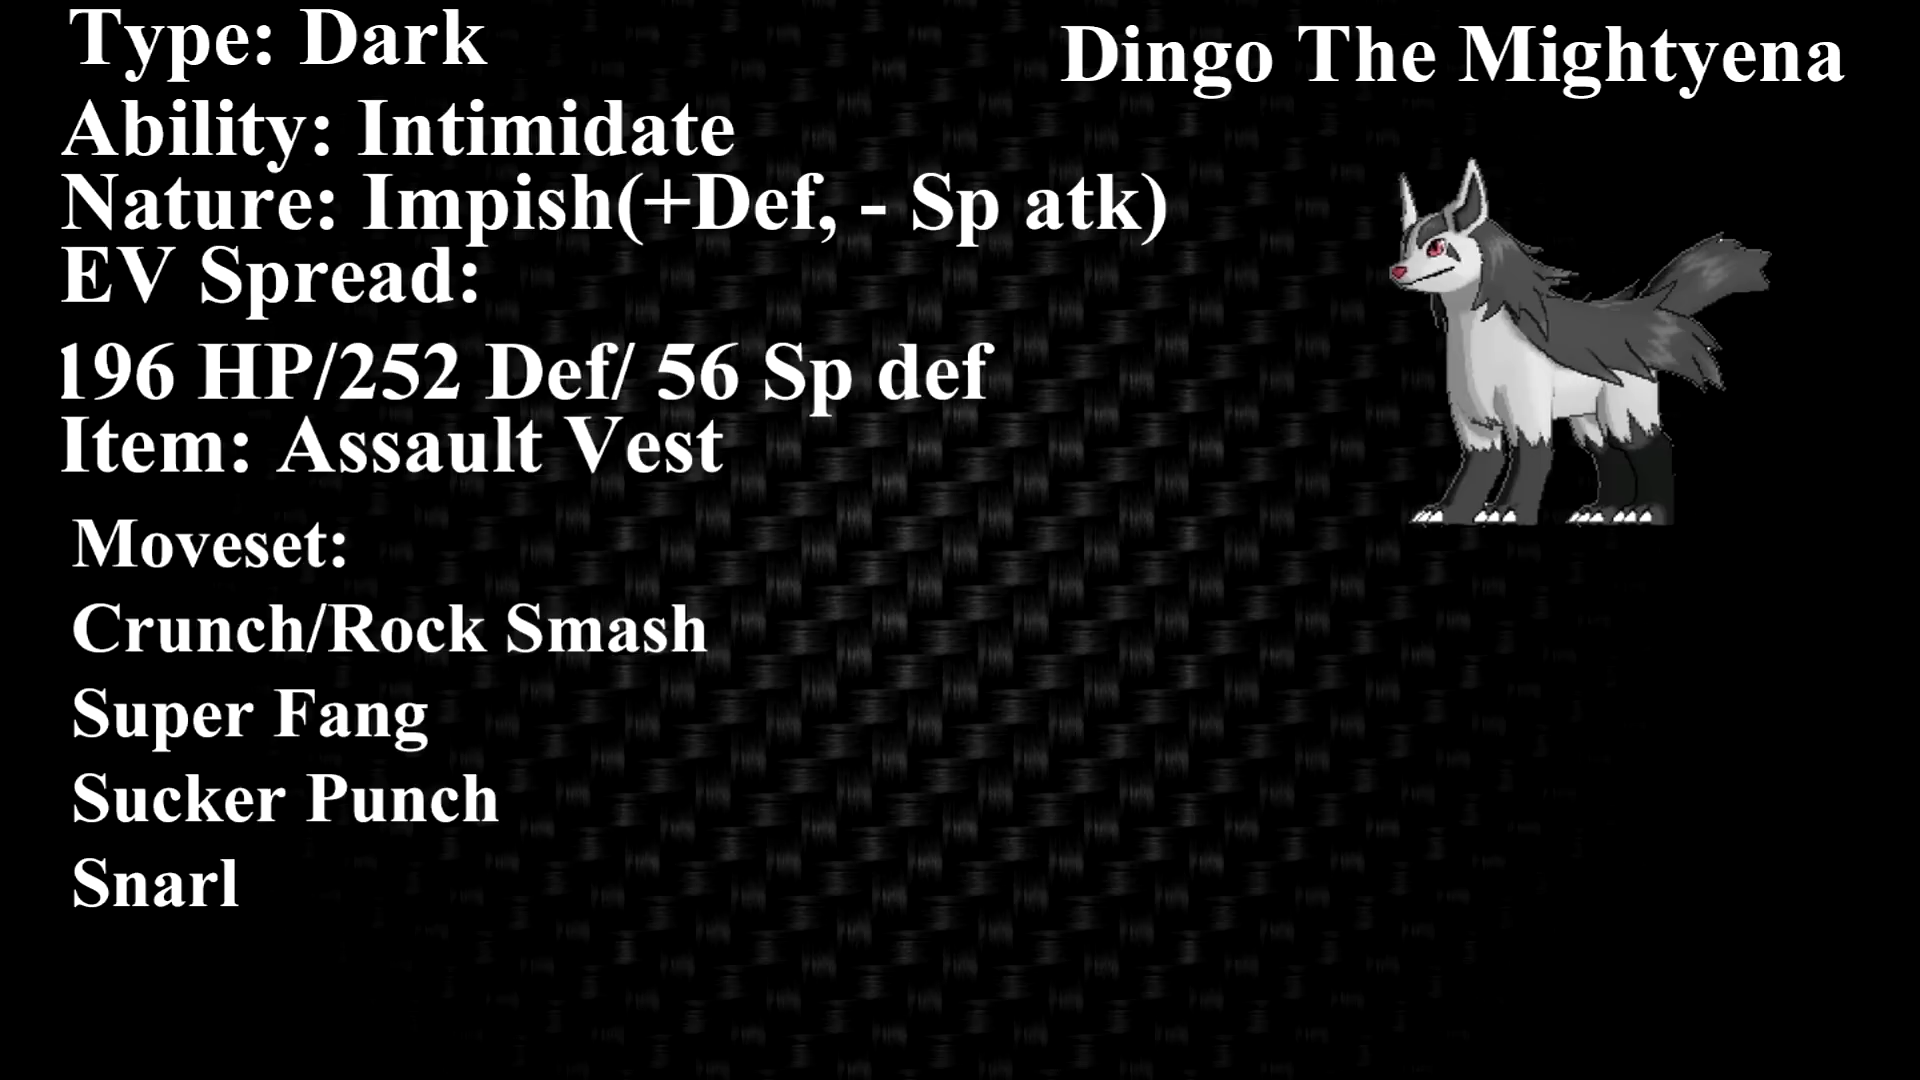 Type: Dark
Dingo The Mightyena
Ability: Intimidate
Nature: Impish(+Def, - Sp atk)
EV Spread:
196 HP/252 Def/ 56 Sp def
Item: Assault Vest
Moveset:
Crunch/Rock Smash
Super Fang
Sucker Punch
Snarl